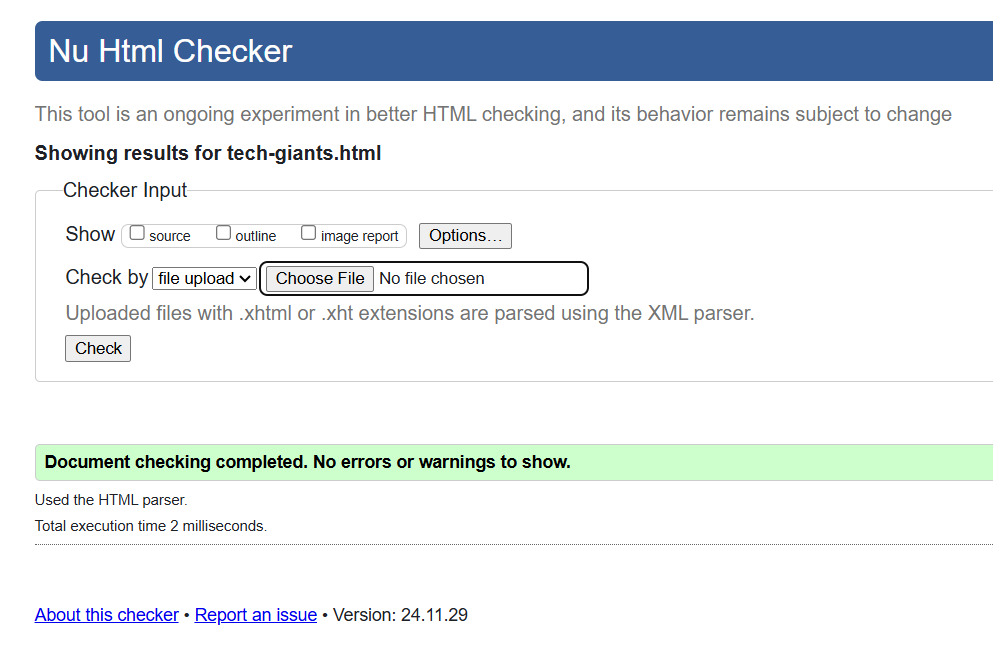 Nu Html Checker
This tool is an ongoing experiment in better HTML checking, and its behavior remains subject to change
Showing results for tech-giants.html
Checker Input
Show source outline image report Options…
Check by file upload Choose File No file chosen
Uploaded files with .xhtml or .xht extensions are parsed using the XML parser.
Check
Document checking completed. No errors or warnings to show.
Used the HTML parser.
Total execution time 2 milliseconds.
About this checker • Report an issue • Version: 24.11.29